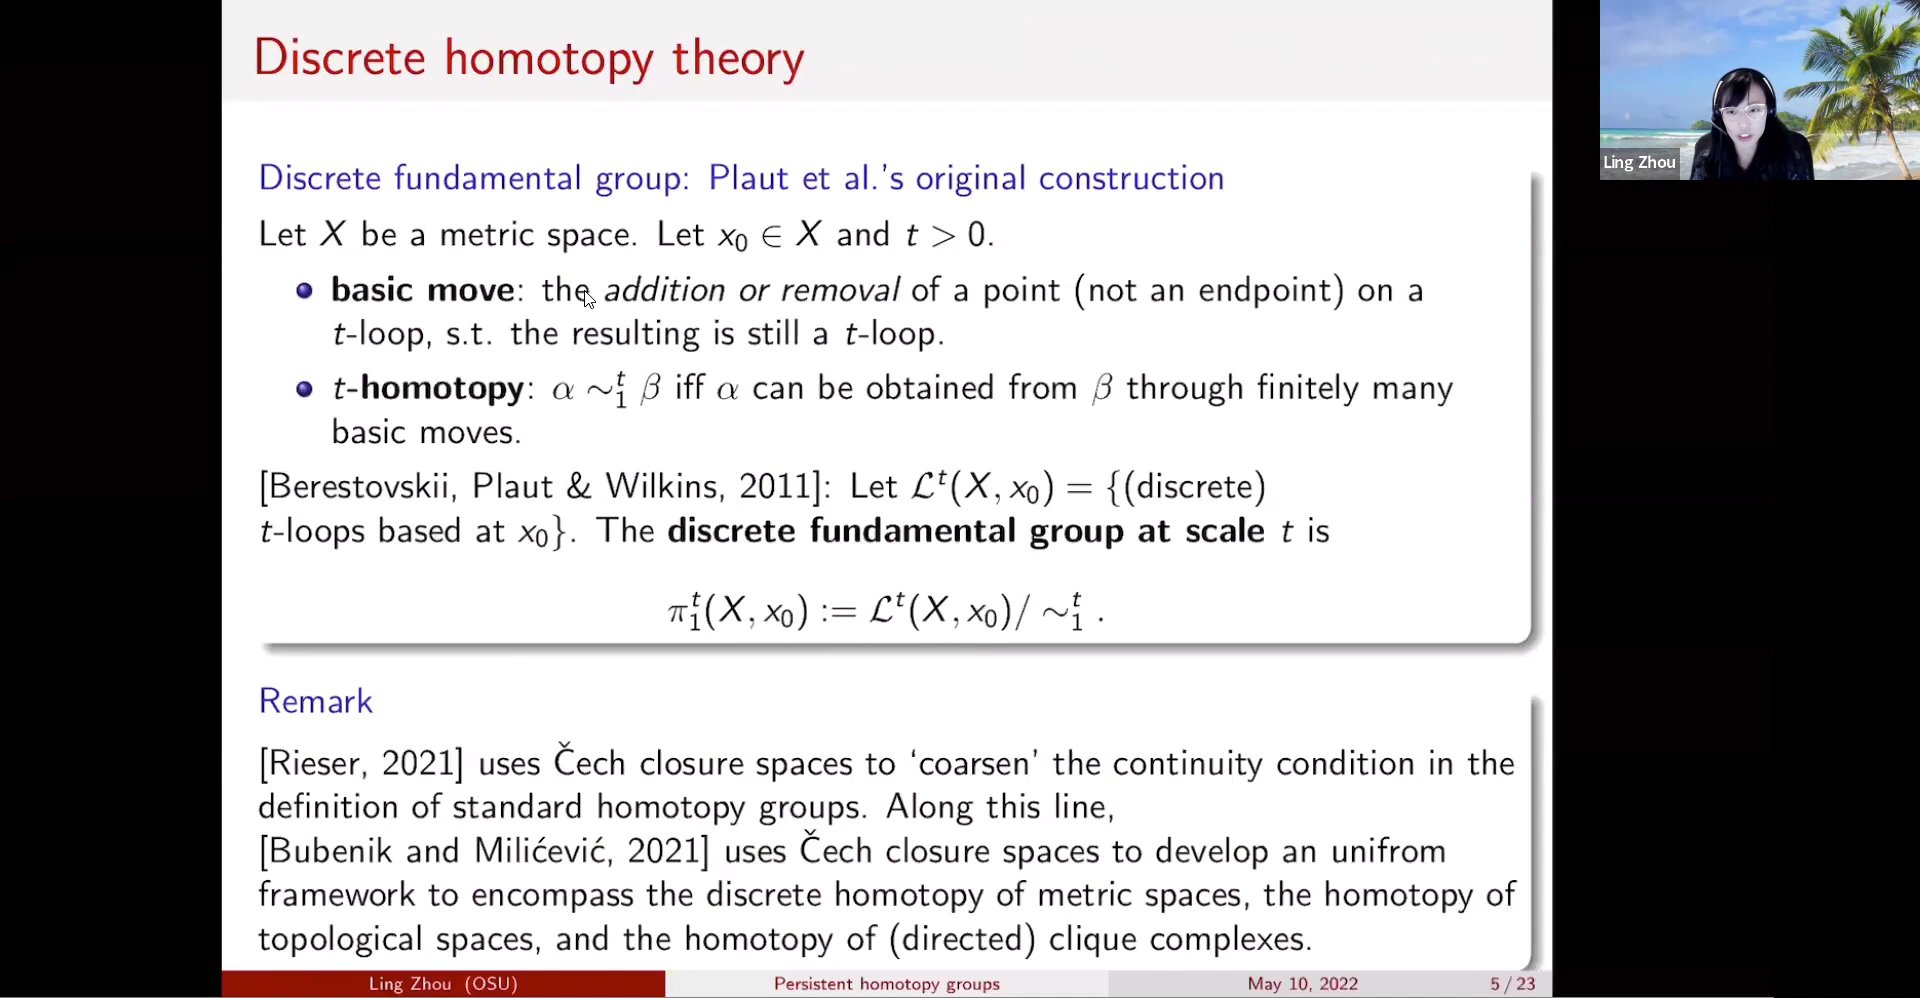 Discrete homotopy theory
Ling Zhou
Discrete fundamental group: Plaut et al.'s original construction
Let X be a metric space. Let x₀ ∈ X and t > 0.
basic move: the addition or removal of a point (not an endpoint) on a
t-loop, s.t. the resulting is still a t-loop.
t-homotopy: α ∼₁ᵗ β iff α can be obtained from β through finitely many
basic moves.
[Berestovskii, Plaut & Wilkins, 2011]: Let ℒᵗ(X, x₀) = {(discrete)
t-loops based at x₀}. The discrete fundamental group at scale t is
π₁ᵗ(X, x₀) := ℒᵗ(X, x₀)/ ∼₁ᵗ .
Remark
[Rieser, 2021] uses Čech closure spaces to ‘coarsen’ the continuity condition in the
definition of standard homotopy groups. Along this line,
[Bubenik and Milićević, 2021] uses Čech closure spaces to develop an unifrom
framework to encompass the discrete homotopy of metric spaces, the homotopy of
topological spaces, and the homotopy of (directed) clique complexes.
Ling Zhou (OSU) Persistent homotopy groups May 10, 2022 5 / 23